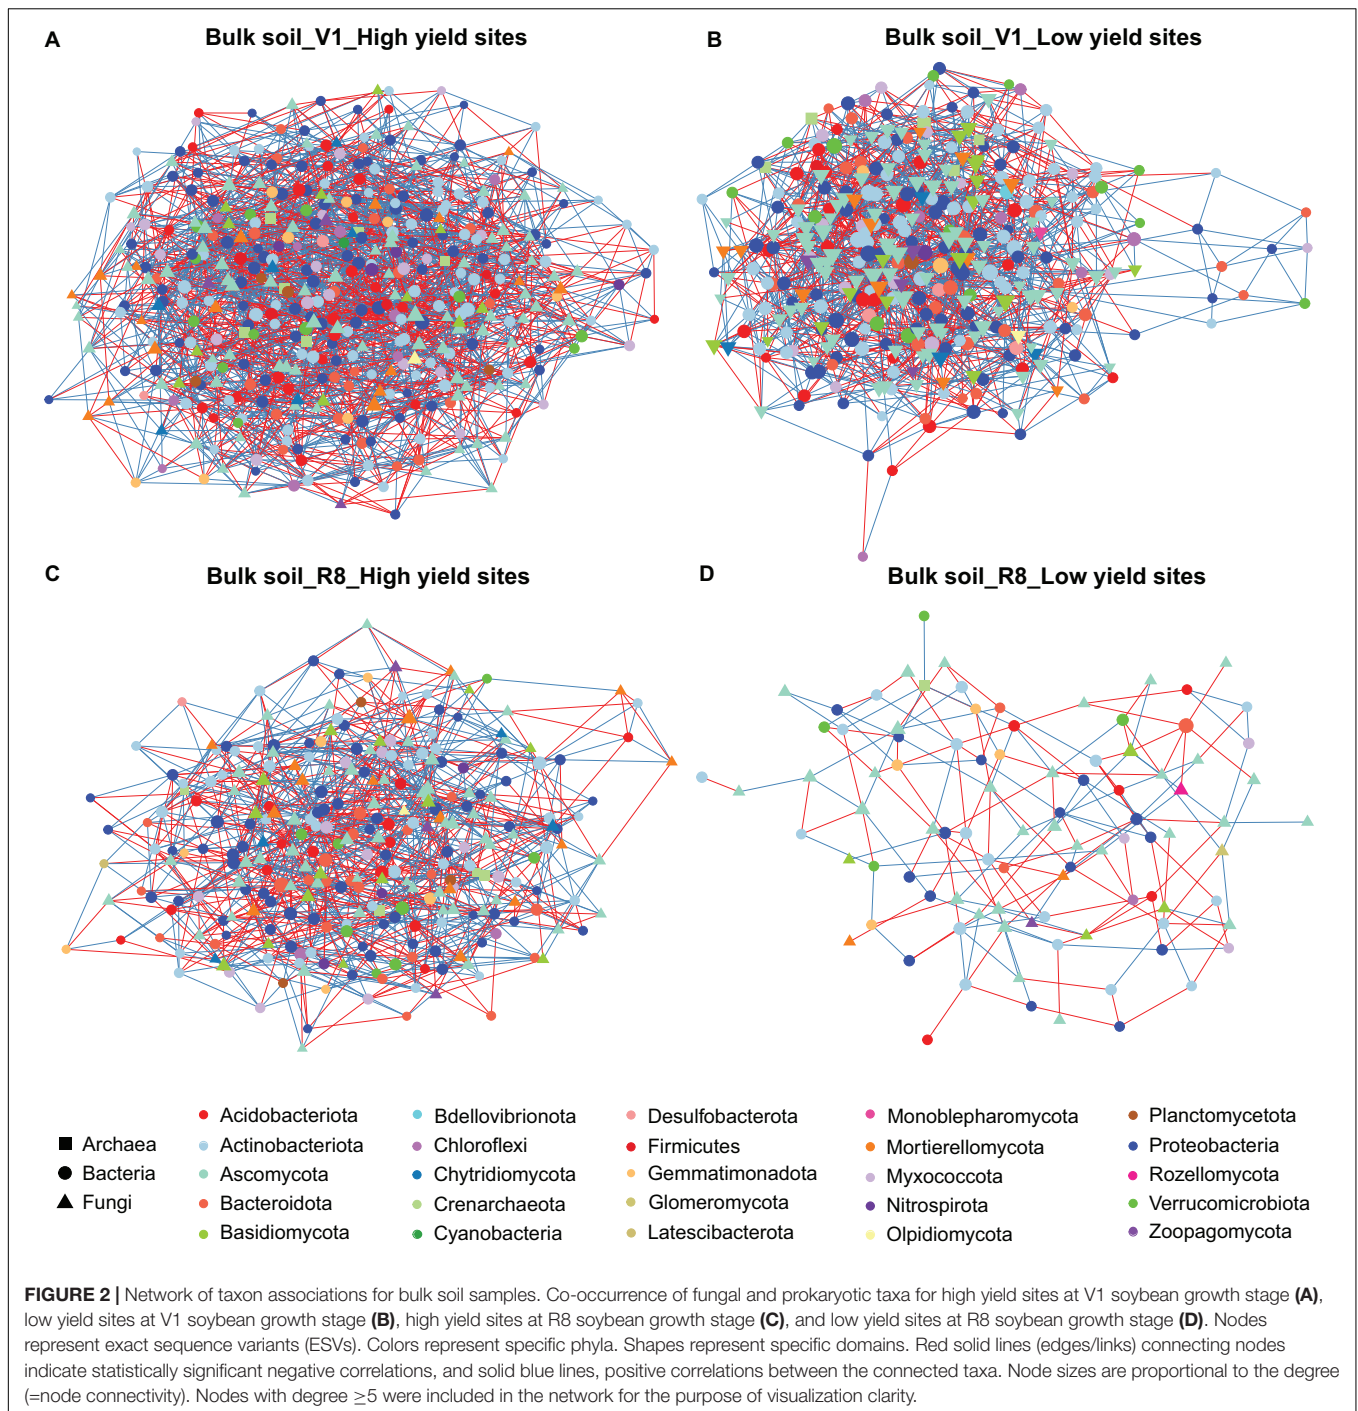 A
Bulk soil_V1_High yield sites
B
Bulk soil_V1_Low yield sites
C
Bulk soil_R8_High yield sites
D
Bulk soil_R8_Low yield sites
Archaea
Bacteria
Fungi
Acidobacteriota
Actinobacteriota
Ascomycota
Bacteroidota
Basidiomycota
Bdellovibrionota
Chloroflexi
Chytridiomycota
Crenarchaeota
Cyanobacteria
Desulfobacterota
Firmicutes
Gemmatimonadota
Glomeromycota
Latescibacterota
Monoblepharomycota
Mortierellomycota
Myxococcota
Nitrospirota
Olpidiomycota
Planctomycetota
Proteobacteria
Rozellomycota
Verrucomicrobiota
Zoopagomycota
FIGURE 2 | Network of taxon associations for bulk soil samples. Co-occurrence of fungal and prokaryotic taxa for high yield sites at V1 soybean growth stage (A),
low yield sites at V1 soybean growth stage (B), high yield sites at R8 soybean growth stage (C), and low yield sites at R8 soybean growth stage (D). Nodes
represent exact sequence variants (ESVs). Colors represent specific phyla. Shapes represent specific domains. Red solid lines (edges/links) connecting nodes
indicate statistically significant negative correlations, and solid blue lines, positive correlations between the connected taxa. Node sizes are proportional to the degree
(=node connectivity). Nodes with degree ≥5 were included in the network for the purpose of visualization clarity.